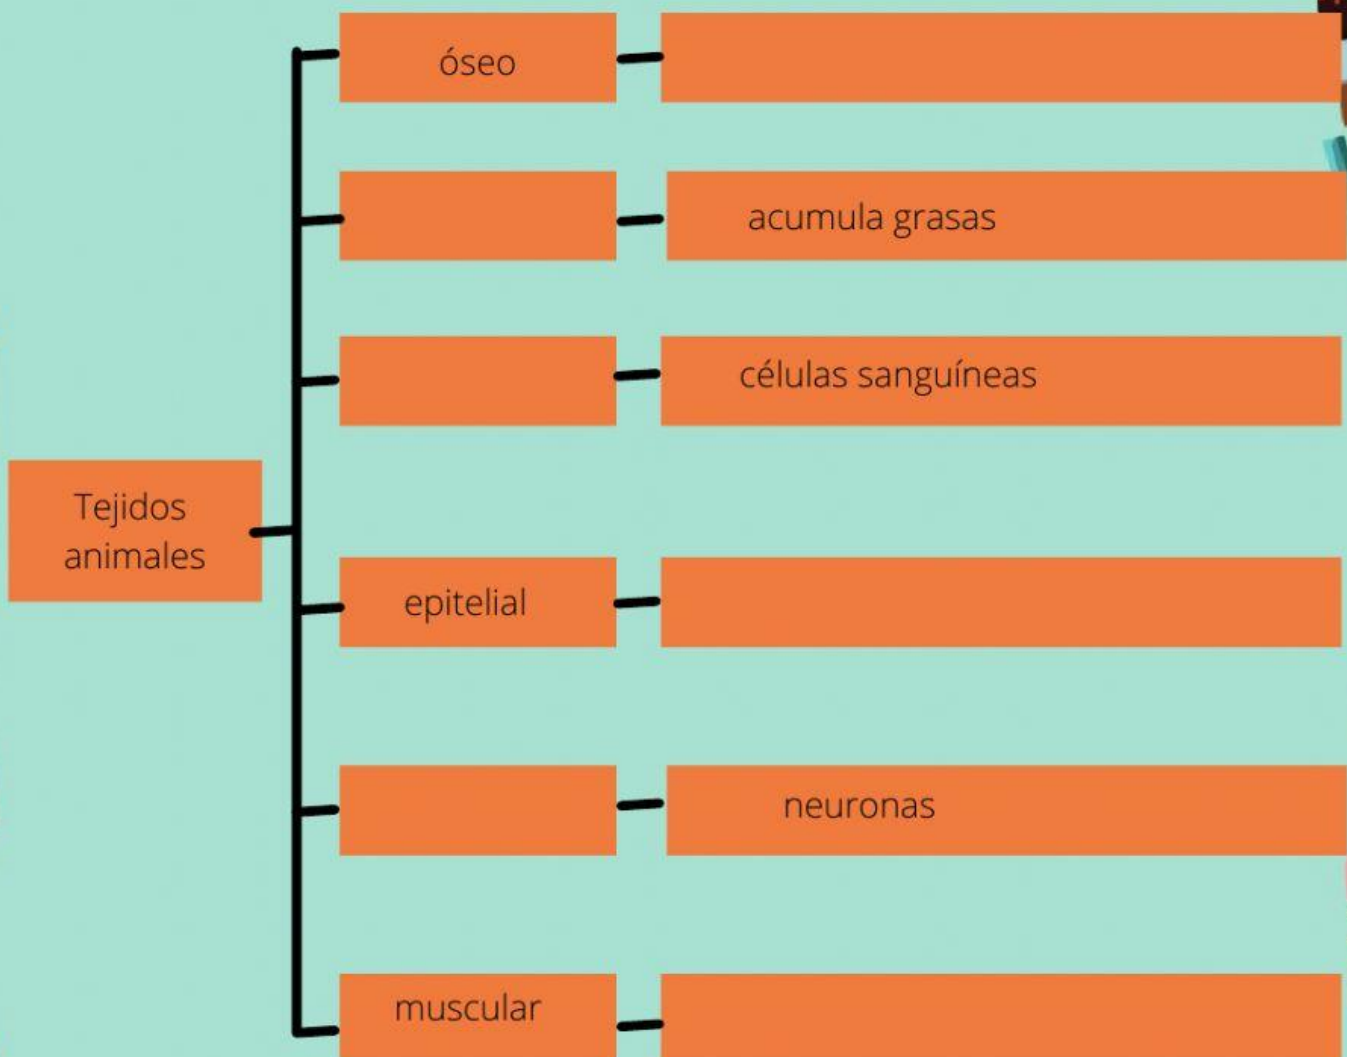 óseo
acumula grasas
células sanguíneas
Tejidos
animales
epitelial
neuronas
muscular